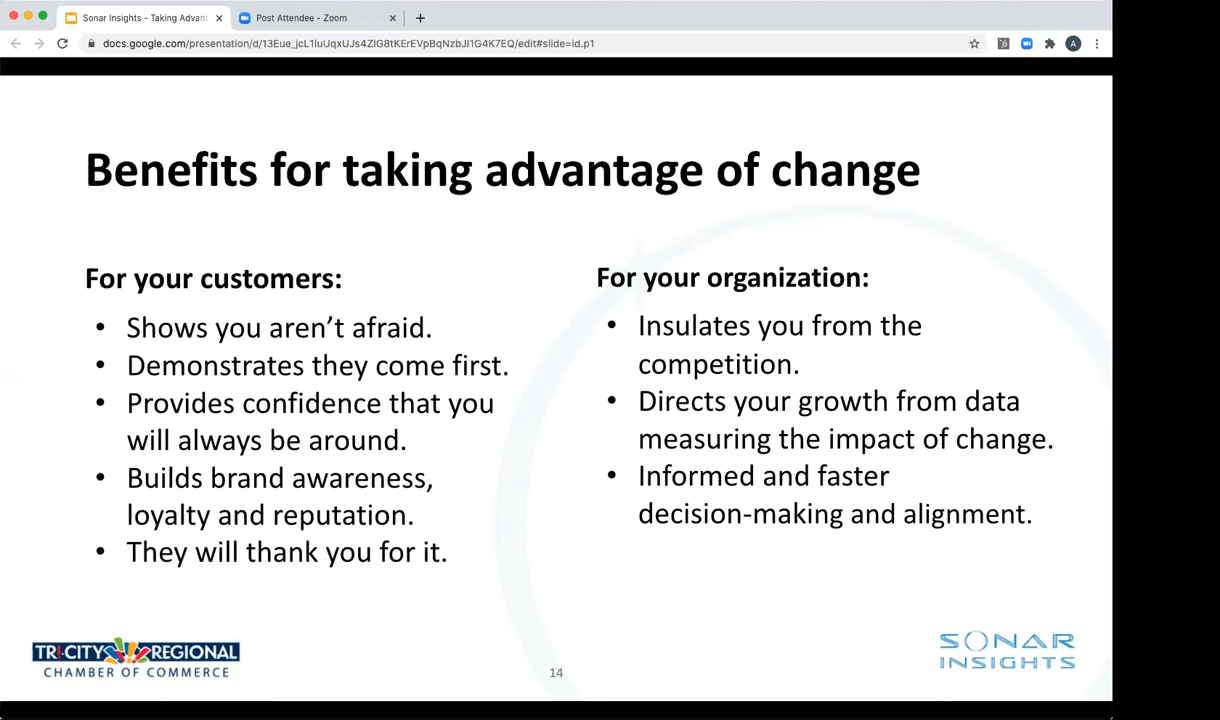 Sonar Insights - Taking Advant
Post Attendee - Zoom
docs.google.com/presentation/d/13Eue_jcL1luUqxUJs4ZlG8tKErEVpBqNzbJl1G4K7EQ/edit#slide=id.p1
A
Benefits for taking advantage of change
For your customers:
• Shows you aren't afraid.
• Demonstrates they come first.
• Provides confidence that you
will always be around.
• Builds brand awareness,
loyalty and reputation.
• They will thank you for it.
For your organization:
• Insulates you from the
competition.
• Directs your growth from data
measuring the impact of change.
• Informed and faster
decision-making and alignment.
TRI-CITY REGIONAL
CHAMBER OF COMMERCE
14
SONAR
INSIGHTS